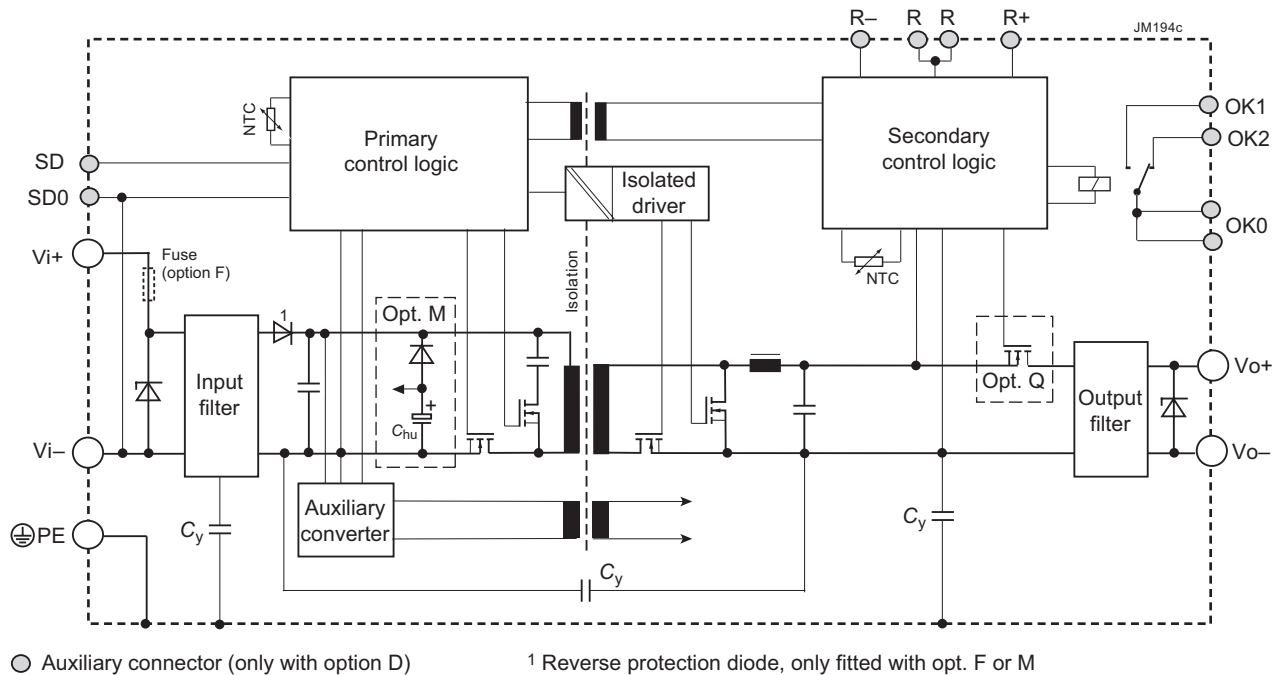 R–
R
R
R+
JM194c
NTC
Primary
control logic
Secondary
control logic
OK1
OK2
OK0
SD
SD0
Isolated
driver
Vi+
Fuse
(option F)
NTC
Isolation
1
Opt. M
Input
filter
+
Chu
Opt. Q
Output
filter
Vo+
Vi–
Vo–
Auxiliary
converter
PE
Cy
Cy
Cy
Auxiliary connector (only with option D)
1 Reverse protection diode, only fitted with opt. F or M